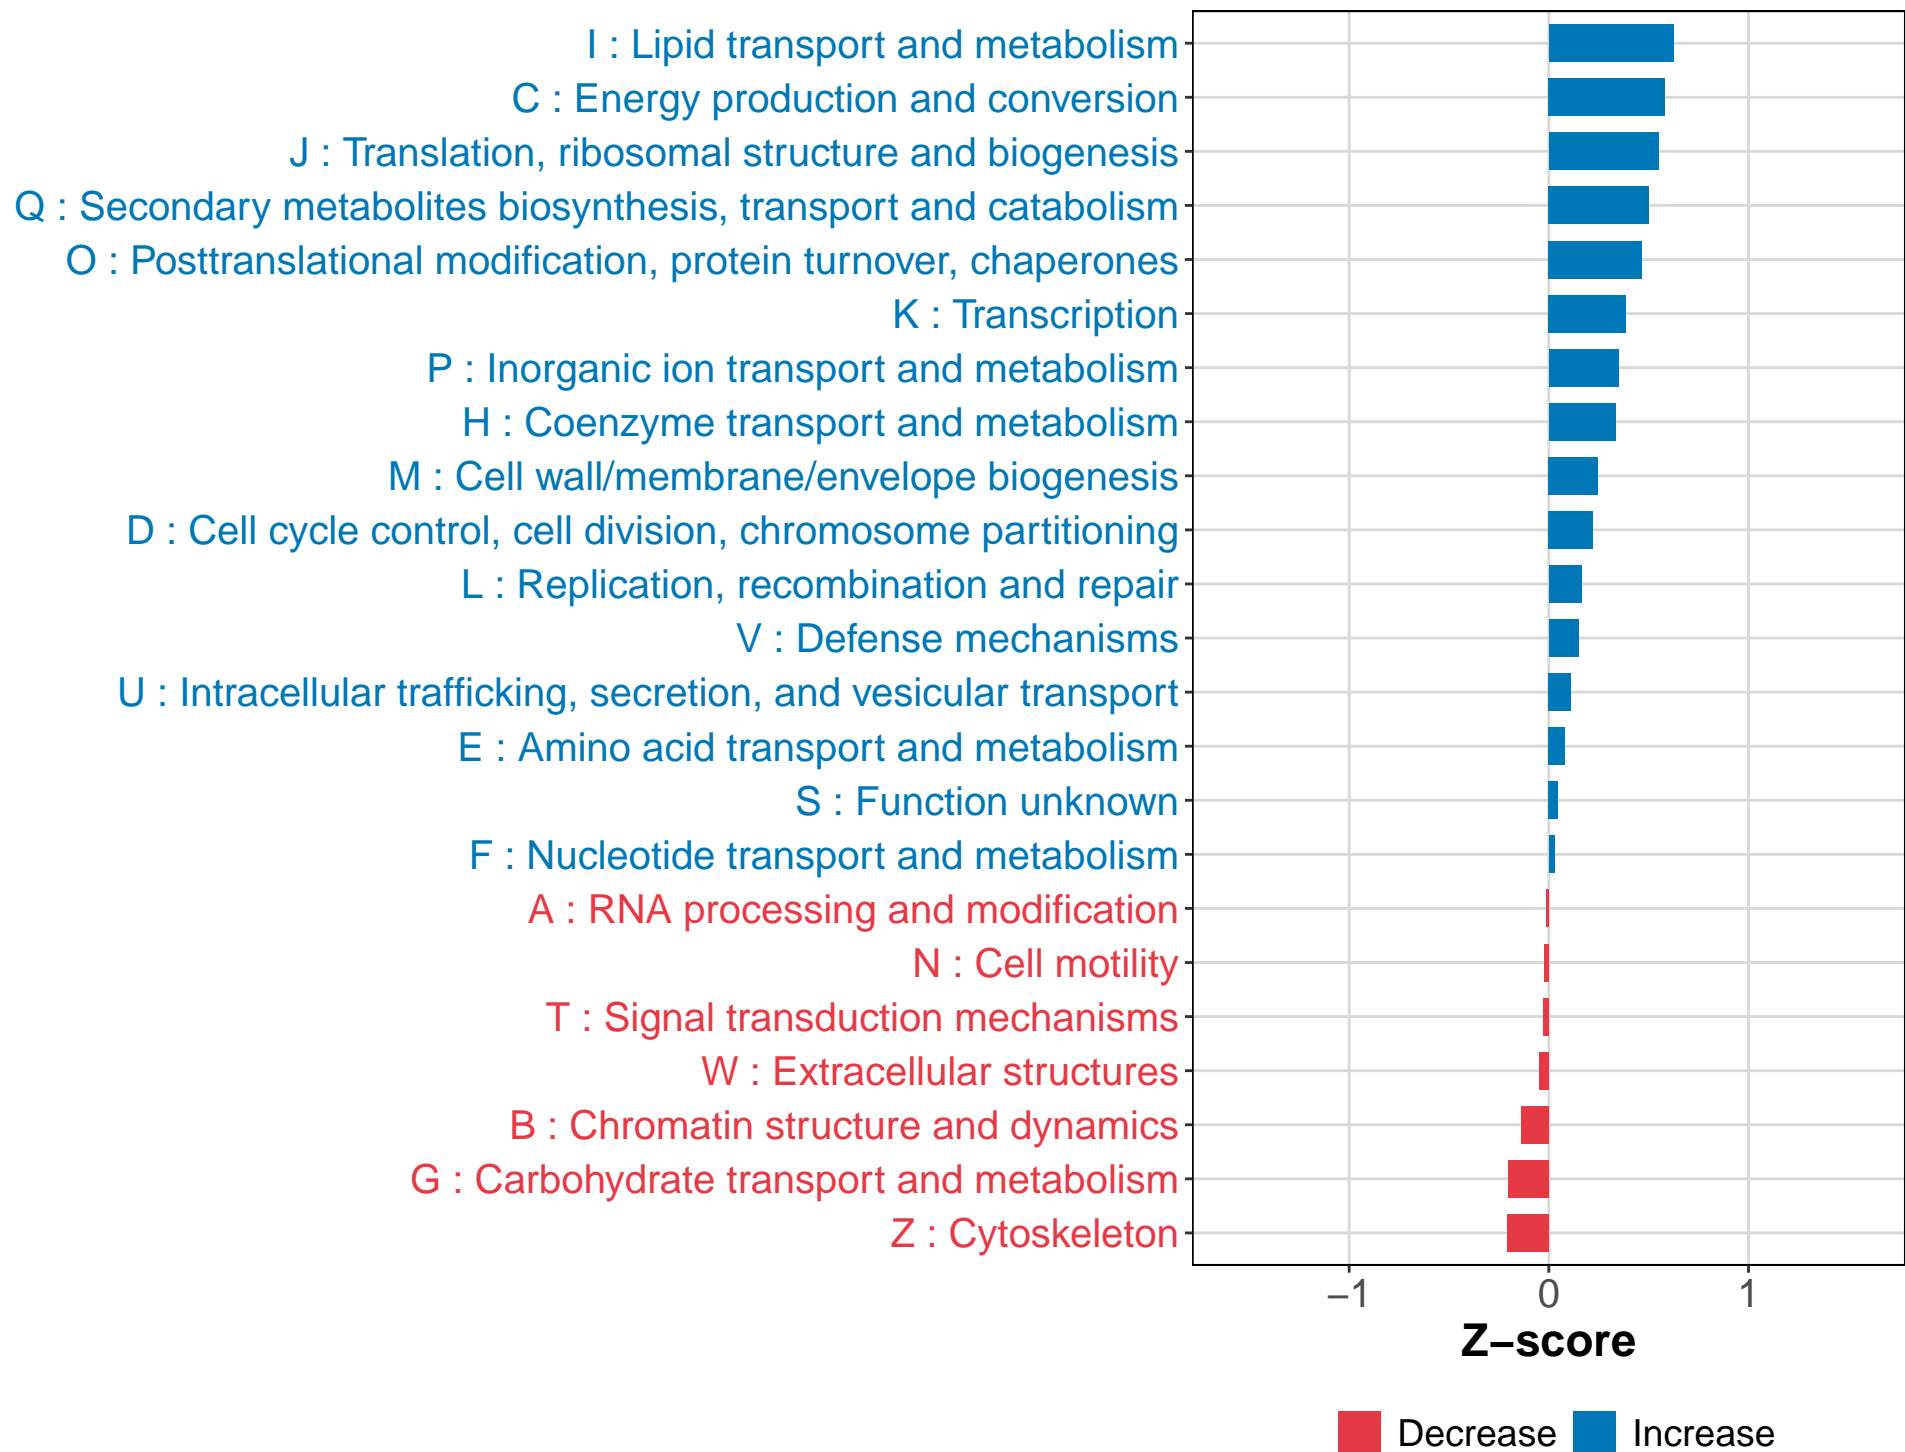 I : Lipid transport and metabolism
C : Energy production and conversion
J : Translation, ribosomal structure and biogenesis
Q : Secondary metabolites biosynthesis, transport and catabolism
O : Posttranslational modification, protein turnover, chaperones
K : Transcription
P : Inorganic ion transport and metabolism
H : Coenzyme transport and metabolism
M : Cell wall/membrane/envelope biogenesis
D : Cell cycle control, cell division, chromosome partitioning
L : Replication, recombination and repair
V : Defense mechanisms
U : Intracellular trafficking, secretion, and vesicular transport
E : Amino acid transport and metabolism
S : Function unknown
F : Nucleotide transport and metabolism
A : RNA processing and modification
N : Cell motility
T : Signal transduction mechanisms
W : Extracellular structures
B : Chromatin structure and dynamics
G : Carbohydrate transport and metabolism
Z : Cytoskeleton
−1 0 1
Z−score
Decrease Increase